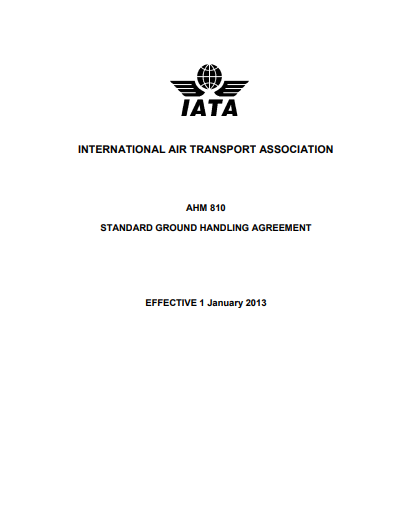 IATA
INTERNATIONAL AIR TRANSPORT ASSOCIATION
AHM 810
STANDARD GROUND HANDLING AGREEMENT
EFFECTIVE 1 January 2013